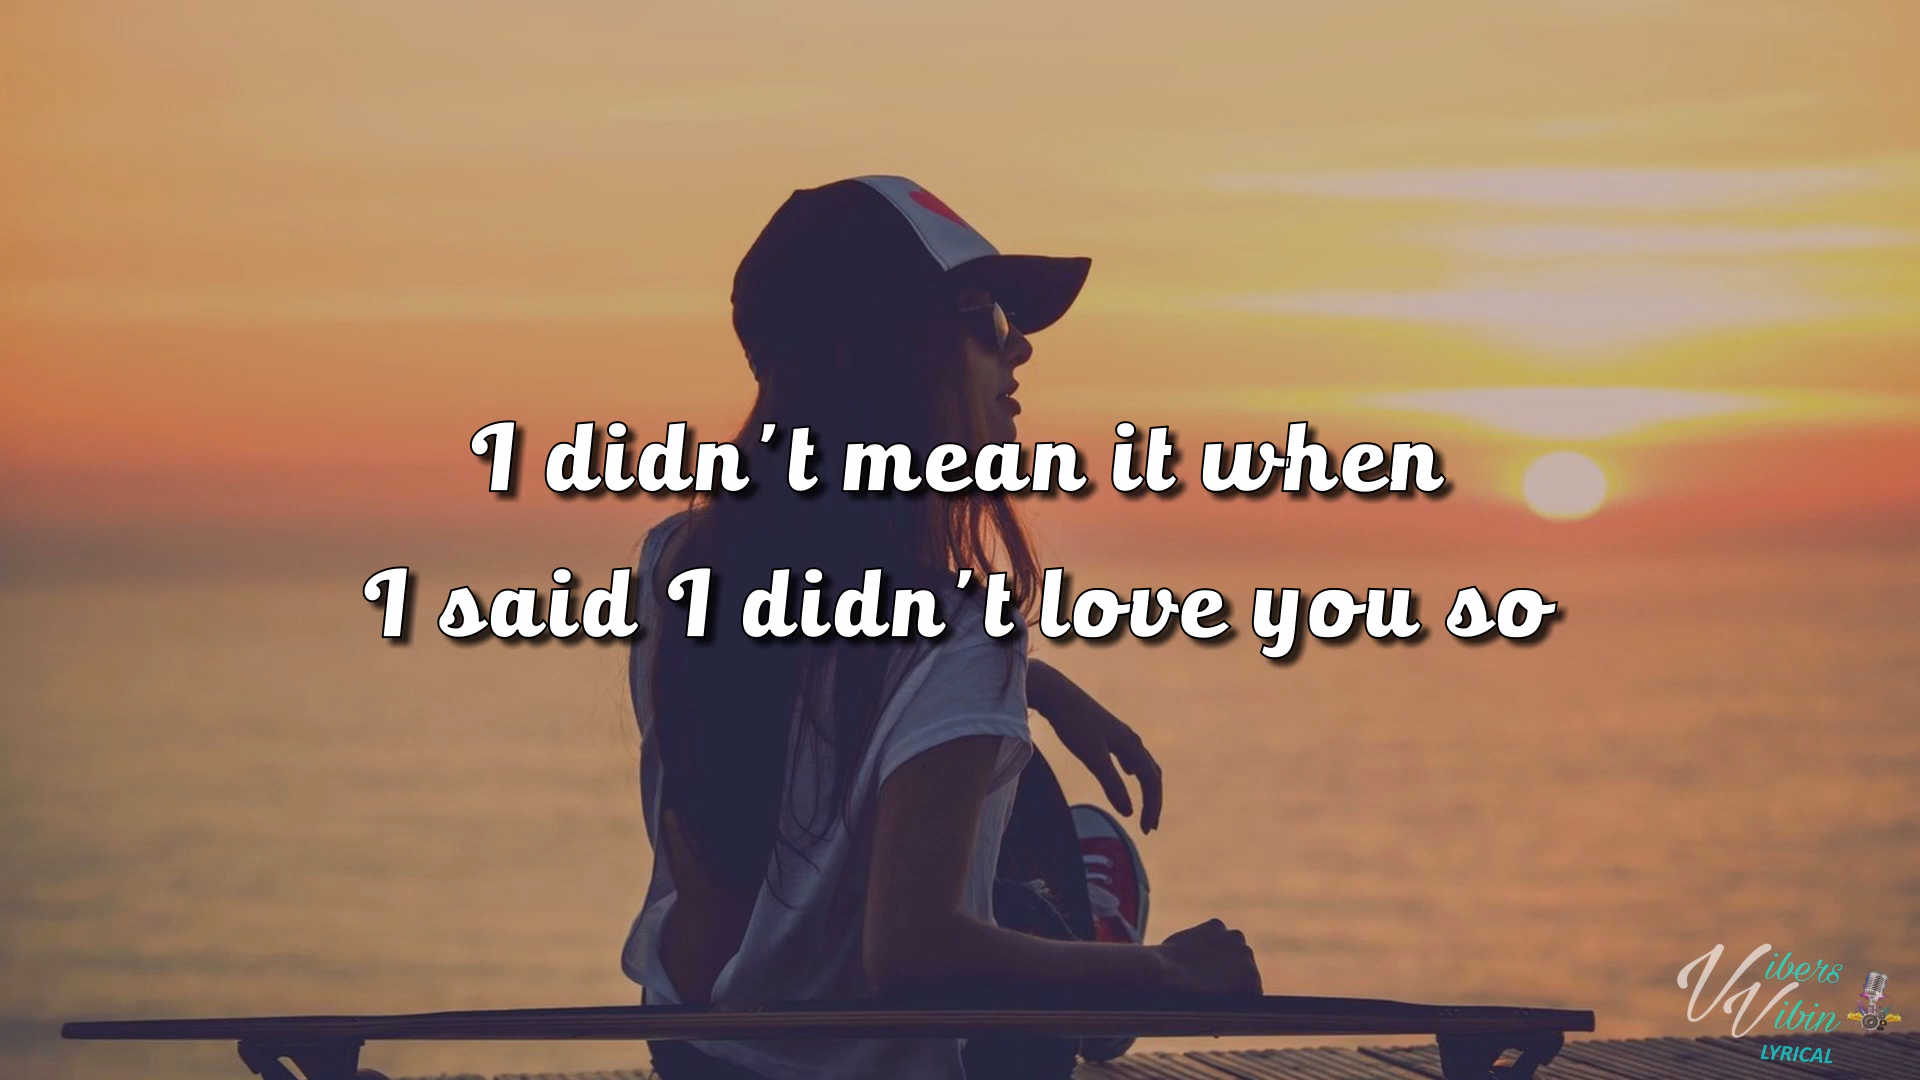 I didn't mean it when
I said I didn't love you so
Vibers
Vibin
LYRICAL